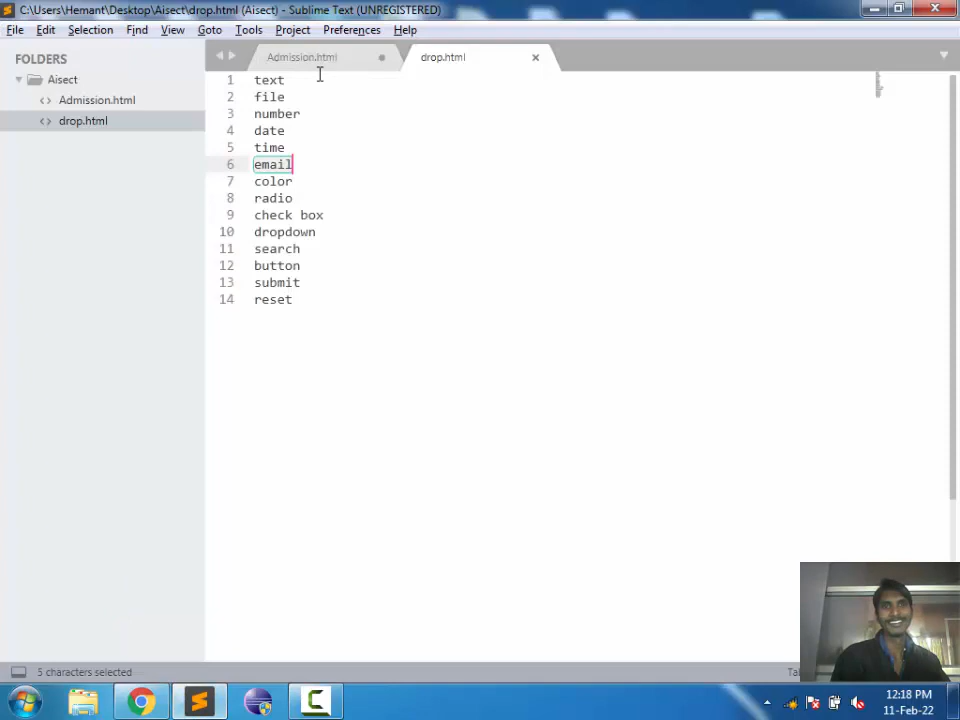 C:\Users\Hemant\Desktop\Aisect\drop.html (Aisect) - Sublime Text (UNREGISTERED)
File Edit Selection Find View Goto Tools Project Preferences Help
FOLDERS
Aisect
<> Admission.html
<> drop.html
Admission.html
drop.html
1 text
2 file
3 number
4 date
5 time
6 email
7 color
8 radio
9 check box
10 dropdown
11 search
12 button
13 submit
14 reset
5 characters selected
12:18 PM
11-Feb-22